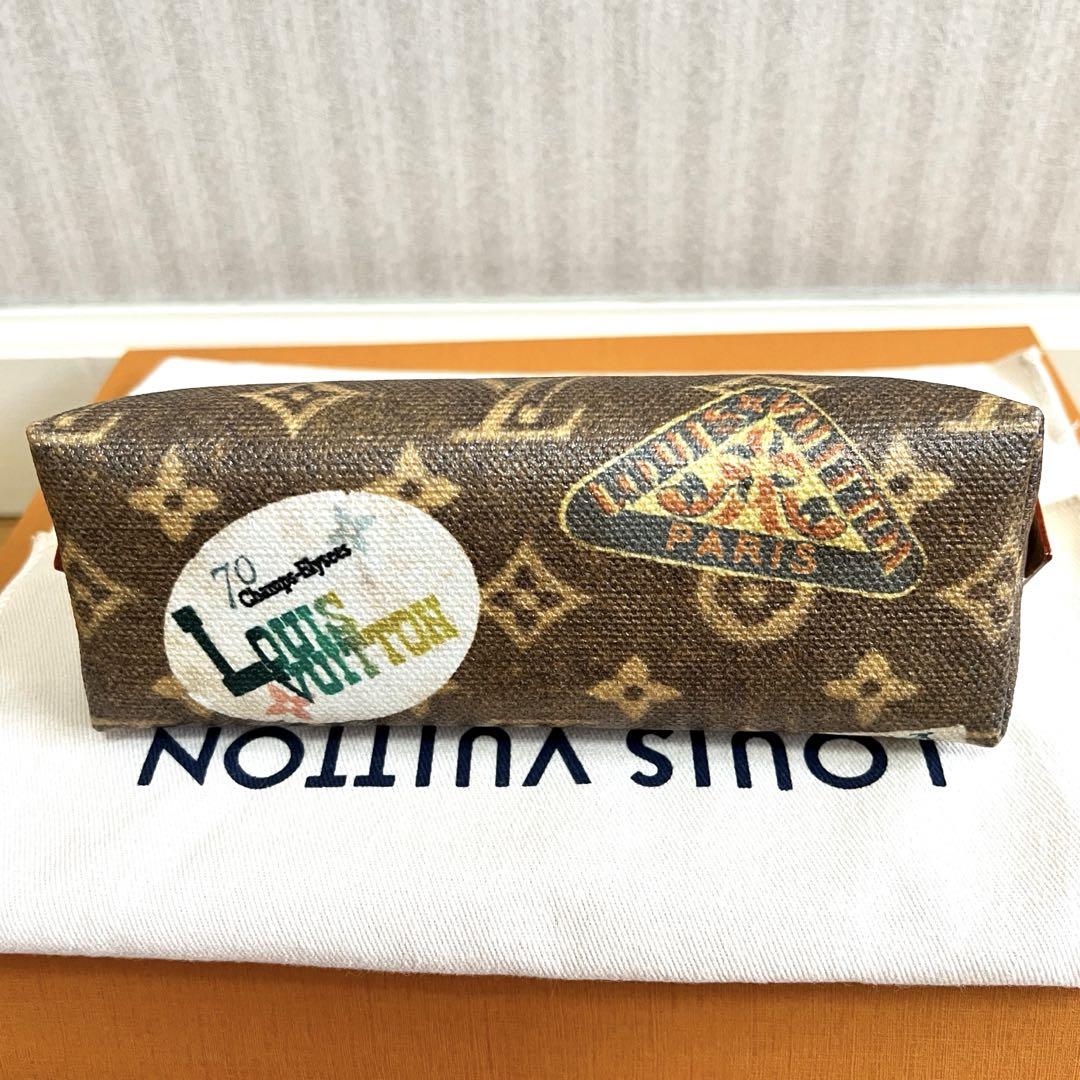 LOUIS VUITTON
PARIS
70
Champs-Elysees
LOUIS
VUITTON
LOUIS VUITTON